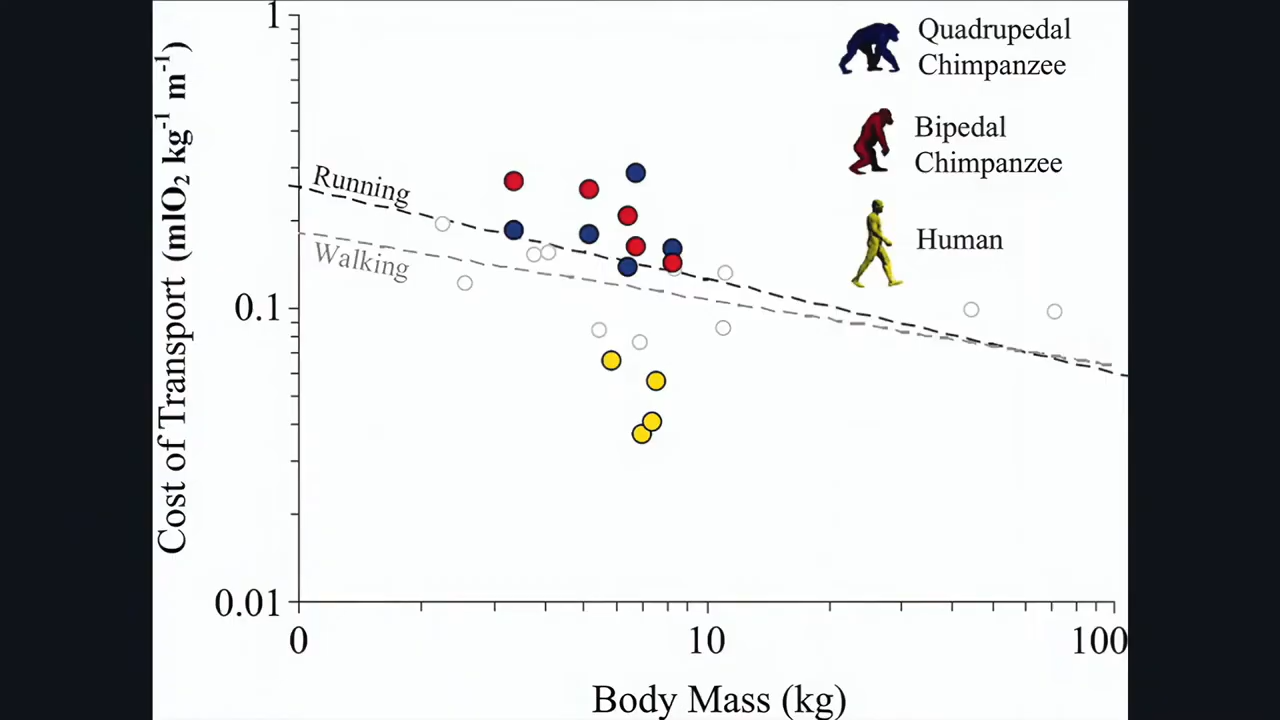 1
Quadrupedal
Chimpanzee
Bipedal
Chimpanzee
Human
Running
Walking
Cost of Transport (mlO₂ kg⁻¹ m⁻¹)
0.1
0.01
0
10
100
Body Mass (kg)